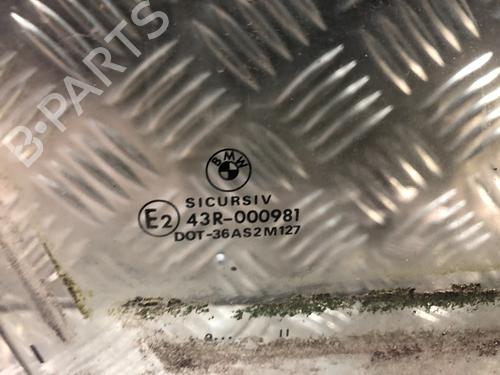 B-PARTS
BMW
SICURSIV
E2 43R-000981
DOT-36AS2M127